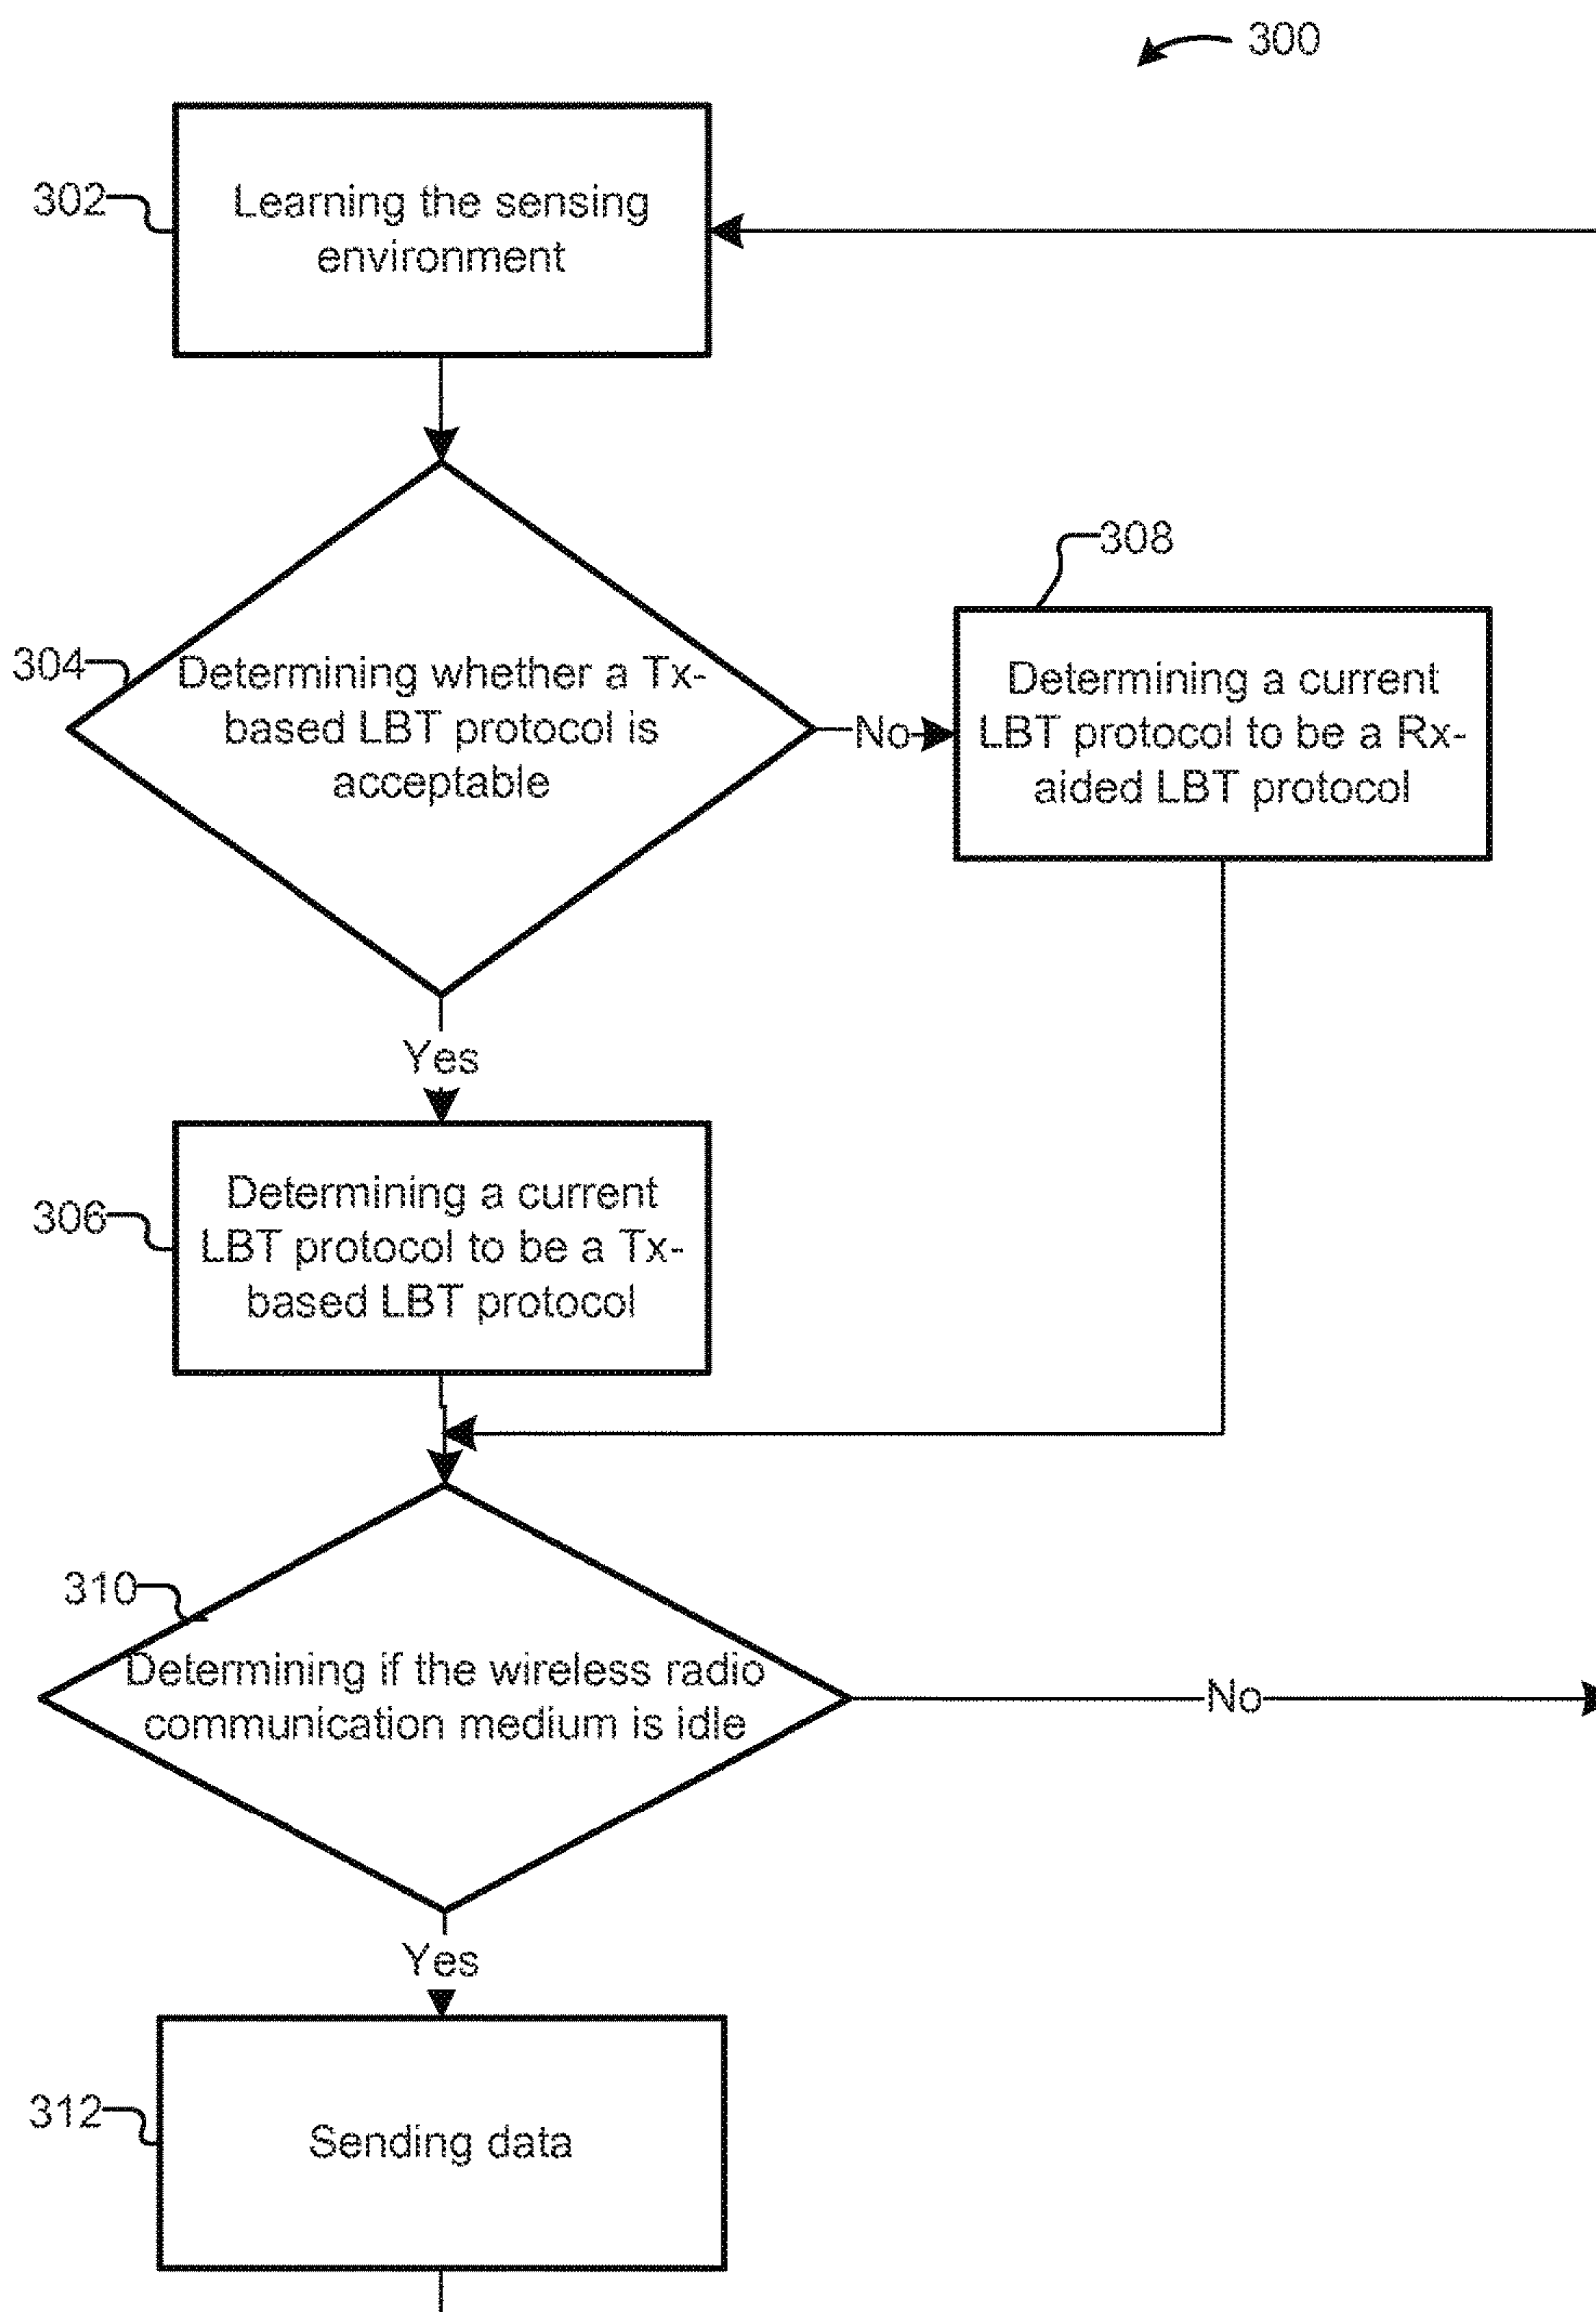 300
302
Learning the sensing
environment
304
Determining whether a Tx-
based LBT protocol is
acceptable
No
308
Determining a current
LBT protocol to be a Rx-
aided LBT protocol
Yes
306
Determining a current
LBT protocol to be a Tx-
based LBT protocol
310
Determining if the wireless radio
communication medium is idle
No
Yes
312
Sending data